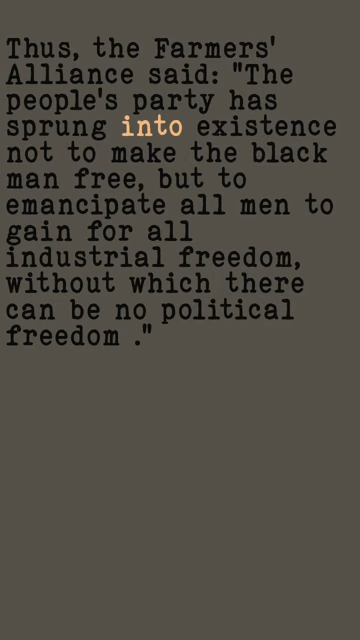 Thus, the Farmers'
Alliance said: "The
people's party has
sprung into existence
not to make the black
man free, but to
emancipate all men to
gain for all
industrial freedom,
without which there
can be no political
freedom ."